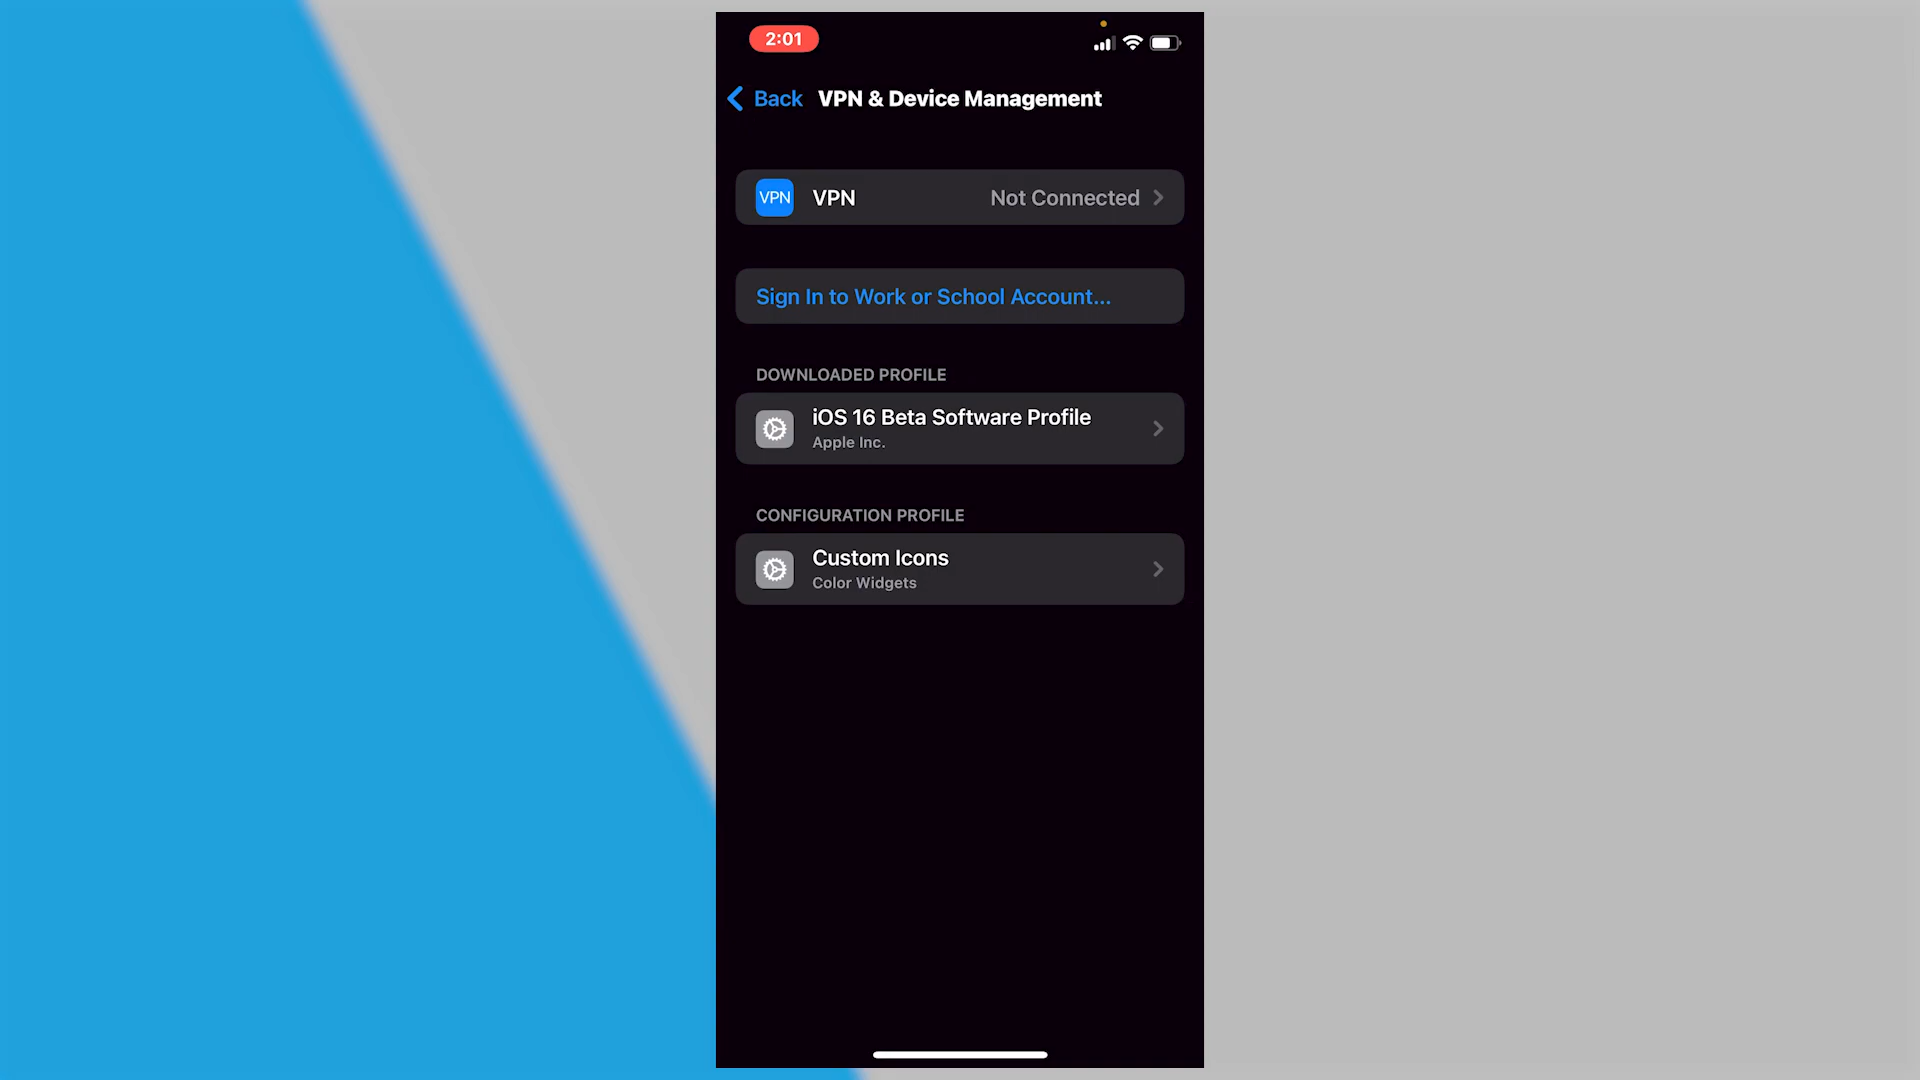 2:01
Back
VPN & Device Management
VPN
VPN
Not Connected
Sign In to Work or School Account...
DOWNLOADED PROFILE
iOS 16 Beta Software Profile
Apple Inc.
CONFIGURATION PROFILE
Custom Icons
Color Widgets